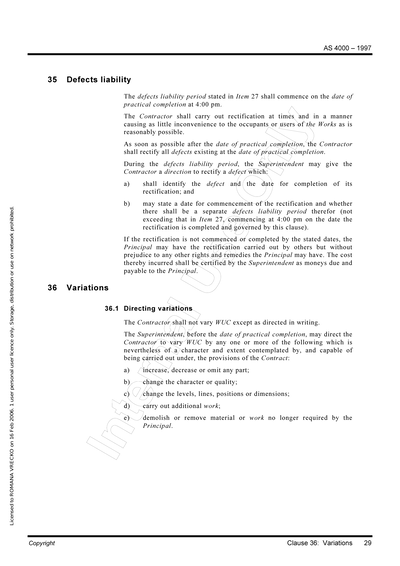 AS 4000 – 1997
35 Defects liability
The defects liability period stated in Item 27 shall commence on the date of
practical completion at 4:00 pm.
The Contractor shall carry out rectification at times and in a manner
causing as little inconvenience to the occupants or users of the Works as is
reasonably possible.
As soon as possible after the date of practical completion, the Contractor
shall rectify all defects existing at the date of practical completion.
During the defects liability period, the Superintendent may give the
Contractor a direction to rectify a defect which:
a) shall identify the defect and the date for completion of its
rectification; and
b) may state a date for commencement of the rectification and whether
there shall be a separate defects liability period therefor (not
exceeding that in Item 27, commencing at 4:00 pm on the date the
rectification is completed and governed by this clause).
If the rectification is not commenced or completed by the stated dates, the
Principal may have the rectification carried out by others but without
prejudice to any other rights and remedies the Principal may have. The cost
thereby incurred shall be certified by the Superintendent as moneys due and
payable to the Principal.
36 Variations
36.1 Directing variations
The Contractor shall not vary WUC except as directed in writing.
The Superintendent, before the date of practical completion, may direct the
Contractor to vary WUC by any one or more of the following which is
nevertheless of a character and extent contemplated by, and capable of
being carried out under, the provisions of the Contract:
a) increase, decrease or omit any part;
b) change the character or quality;
c) change the levels, lines, positions or dimensions;
d) carry out additional work;
e) demolish or remove material or work no longer required by the
Principal.
Licensed to ROMANA VRECKO on 16 Feb 2006. 1 user personal user licence only. Storage, distribution or use on network prohibited.
Copyright Clause 36: Variations 29